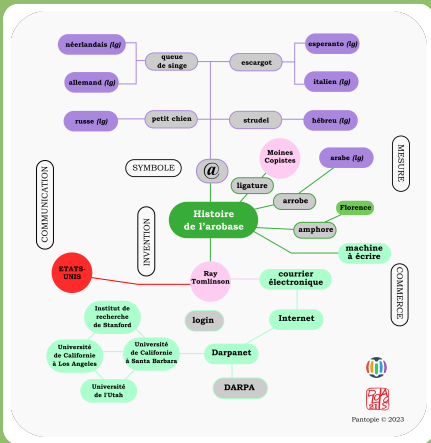 néerlandais (lg)
queue
de singe
allemand (lg)
escargot
esperanto (lg)
italien (lg)
russe (lg)
petit chien
strudel
hébreu (lg)
SYMBOLE
@
Moines
Copistes
arabe (lg)
MESURE
COMMUNICATION
ligature
arrobe
Histoire
de l'arobase
Florence
amphore
INVENTION
machine
à écrire
ETATS-
UNIS
Ray
Tomlinson
courrier
électronique
COMMERCE
Institut de
recherche
de Stanford
login
Internet
Université
de Californie
à Los Angeles
Université
de Californie
à Santa Barbara
Darpanet
Université
de l'Utah
DARPA
Pantopie © 2023